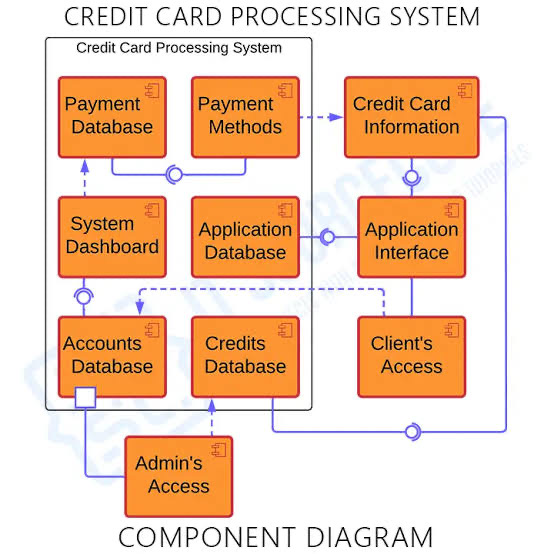 CREDIT CARD PROCESSING SYSTEM
Credit Card Processing System
Payment
Database
Payment
Methods
Credit Card
Information
System
Dashboard
Application
Database
Application
Interface
Accounts
Database
Credits
Database
Client's
Access
Admin's
Access
COMPONENT DIAGRAM